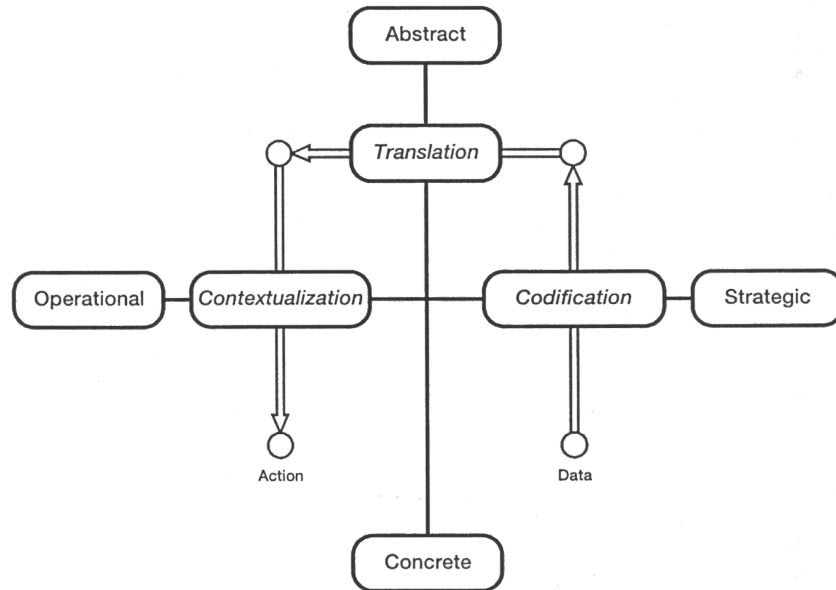 Abstract
Translation
Operational
Contextualization
Codification
Strategic
Action
Data
Concrete